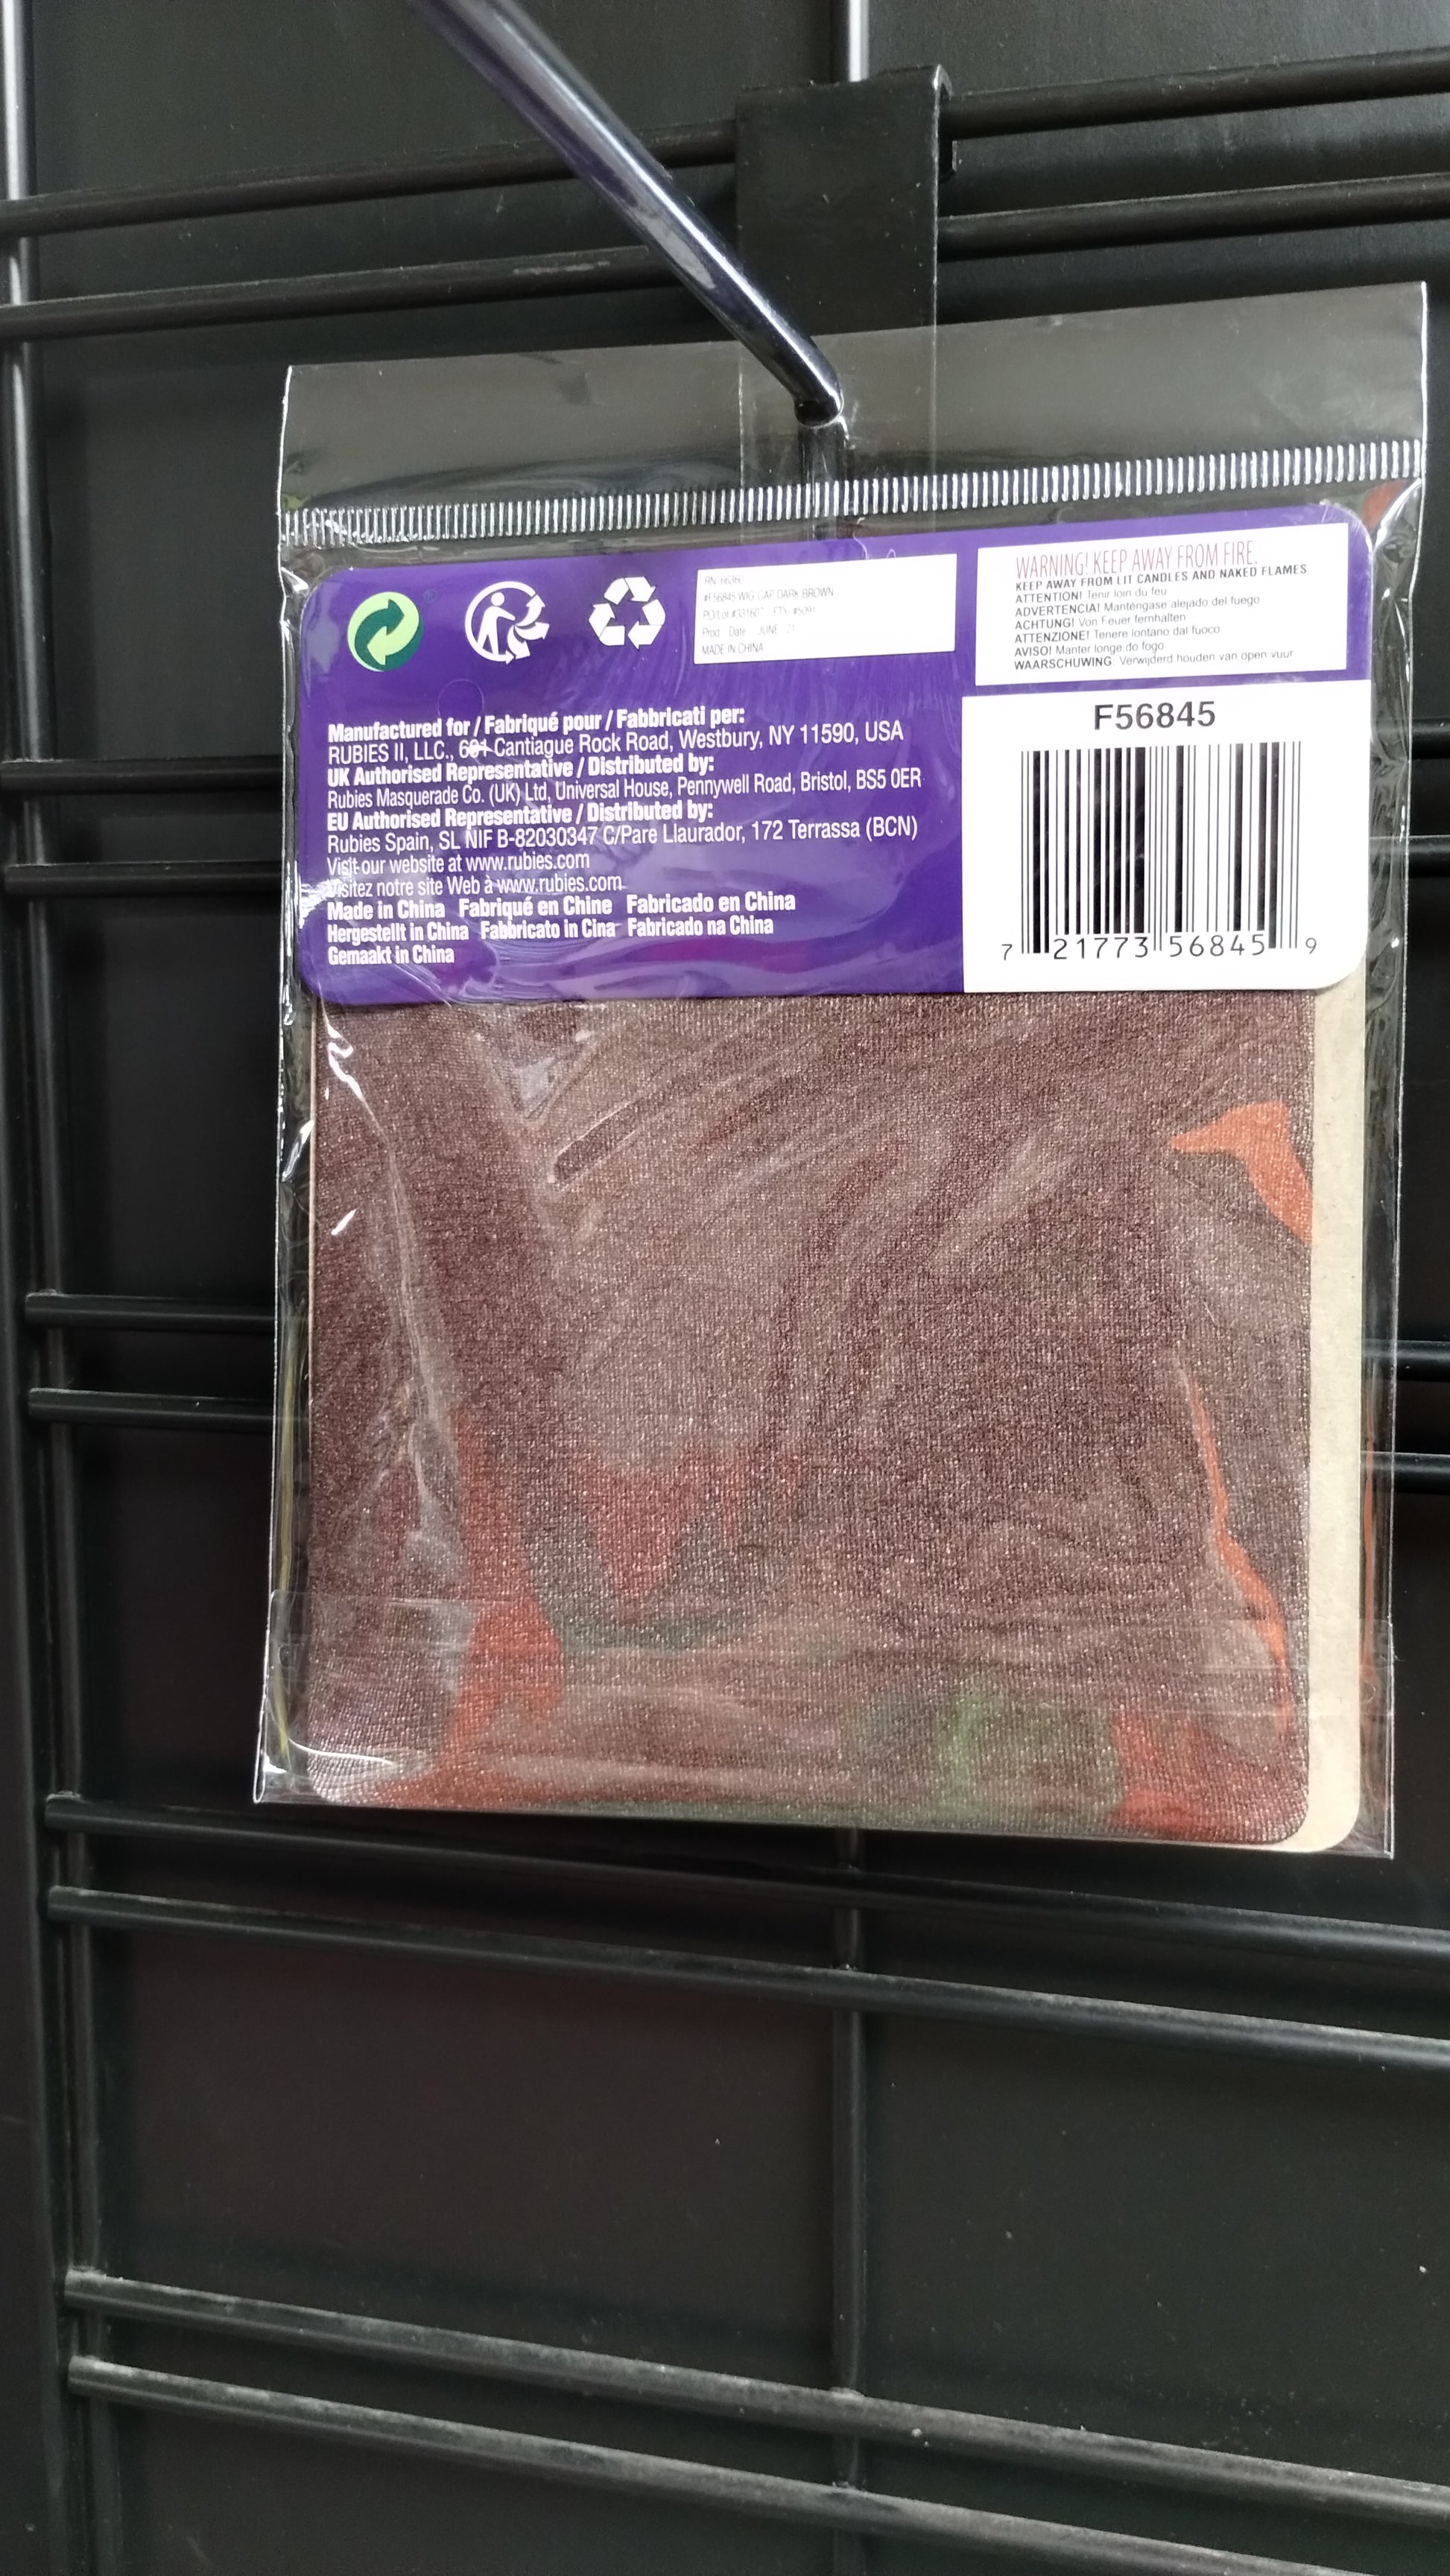 RN 66360
#F56845 WIG CAP DARK BROWN
Prod. Date: JUNE 21
MADE IN CHINA
WARNING! KEEP AWAY FROM FIRE.
KEEP AWAY FROM LIT CANDLES AND NAKED FLAMES
ATTENTION! Tenir loin du feu
ADVERTENCIA! Manténgase alejado del fuego
ACHTUNG! Von Feuer fernhalten
ATTENZIONE! Tenere lontano dal fuoco
AVISO! Manter longe do fogo
WAARSCHUWING: Verwijderd houden van open vuur
Manufactured for / Fabriqué pour / Fabbricati per:
RUBIES II, LLC., 601 Cantiague Rock Road, Westbury, NY 11590, USA
UK Authorised Representative / Distributed by:
Rubies Masquerade Co. (UK) Ltd, Universal House, Pennywell Road, Bristol, BS5 0ER
EU Authorised Representative / Distributed by:
Rubies Spain, SL NIF B-82030347 C/Pare Llaurador, 172 Terrassa (BCN)
Visit our website at www.rubies.com
Visitez notre site Web à www.rubies.com
Made in China Fabriqué en Chine Fabricado en China
Hergestellt in China Fabbricato in Cina Fabricado na China
Gemaakt in China
F56845
7 21773 56845 9